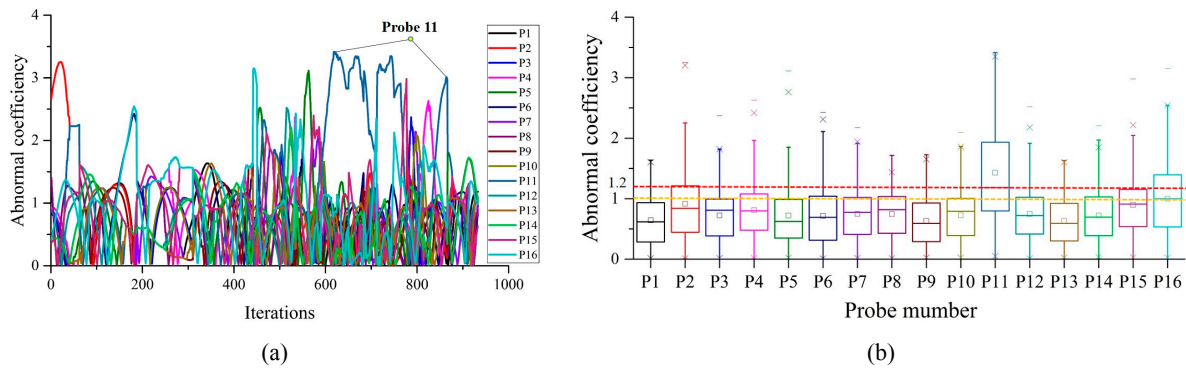 (a)
4
3
2
1
0
Abnormal coefficiency
Probe 11
P1
P2
P3
P4
P5
P6
P7
P8
P9
P10
P11
P12
P13
P14
P15
P16
0 200 400 600 800 1000
Iterations
(a)
(b)
4
3
2
1.2
1
0
Abnormal coefficiency
P1 P2 P3 P4 P5 P6 P7 P8 P9 P10 P11 P12 P13 P14 P15 P16
Probe mumber
(b)